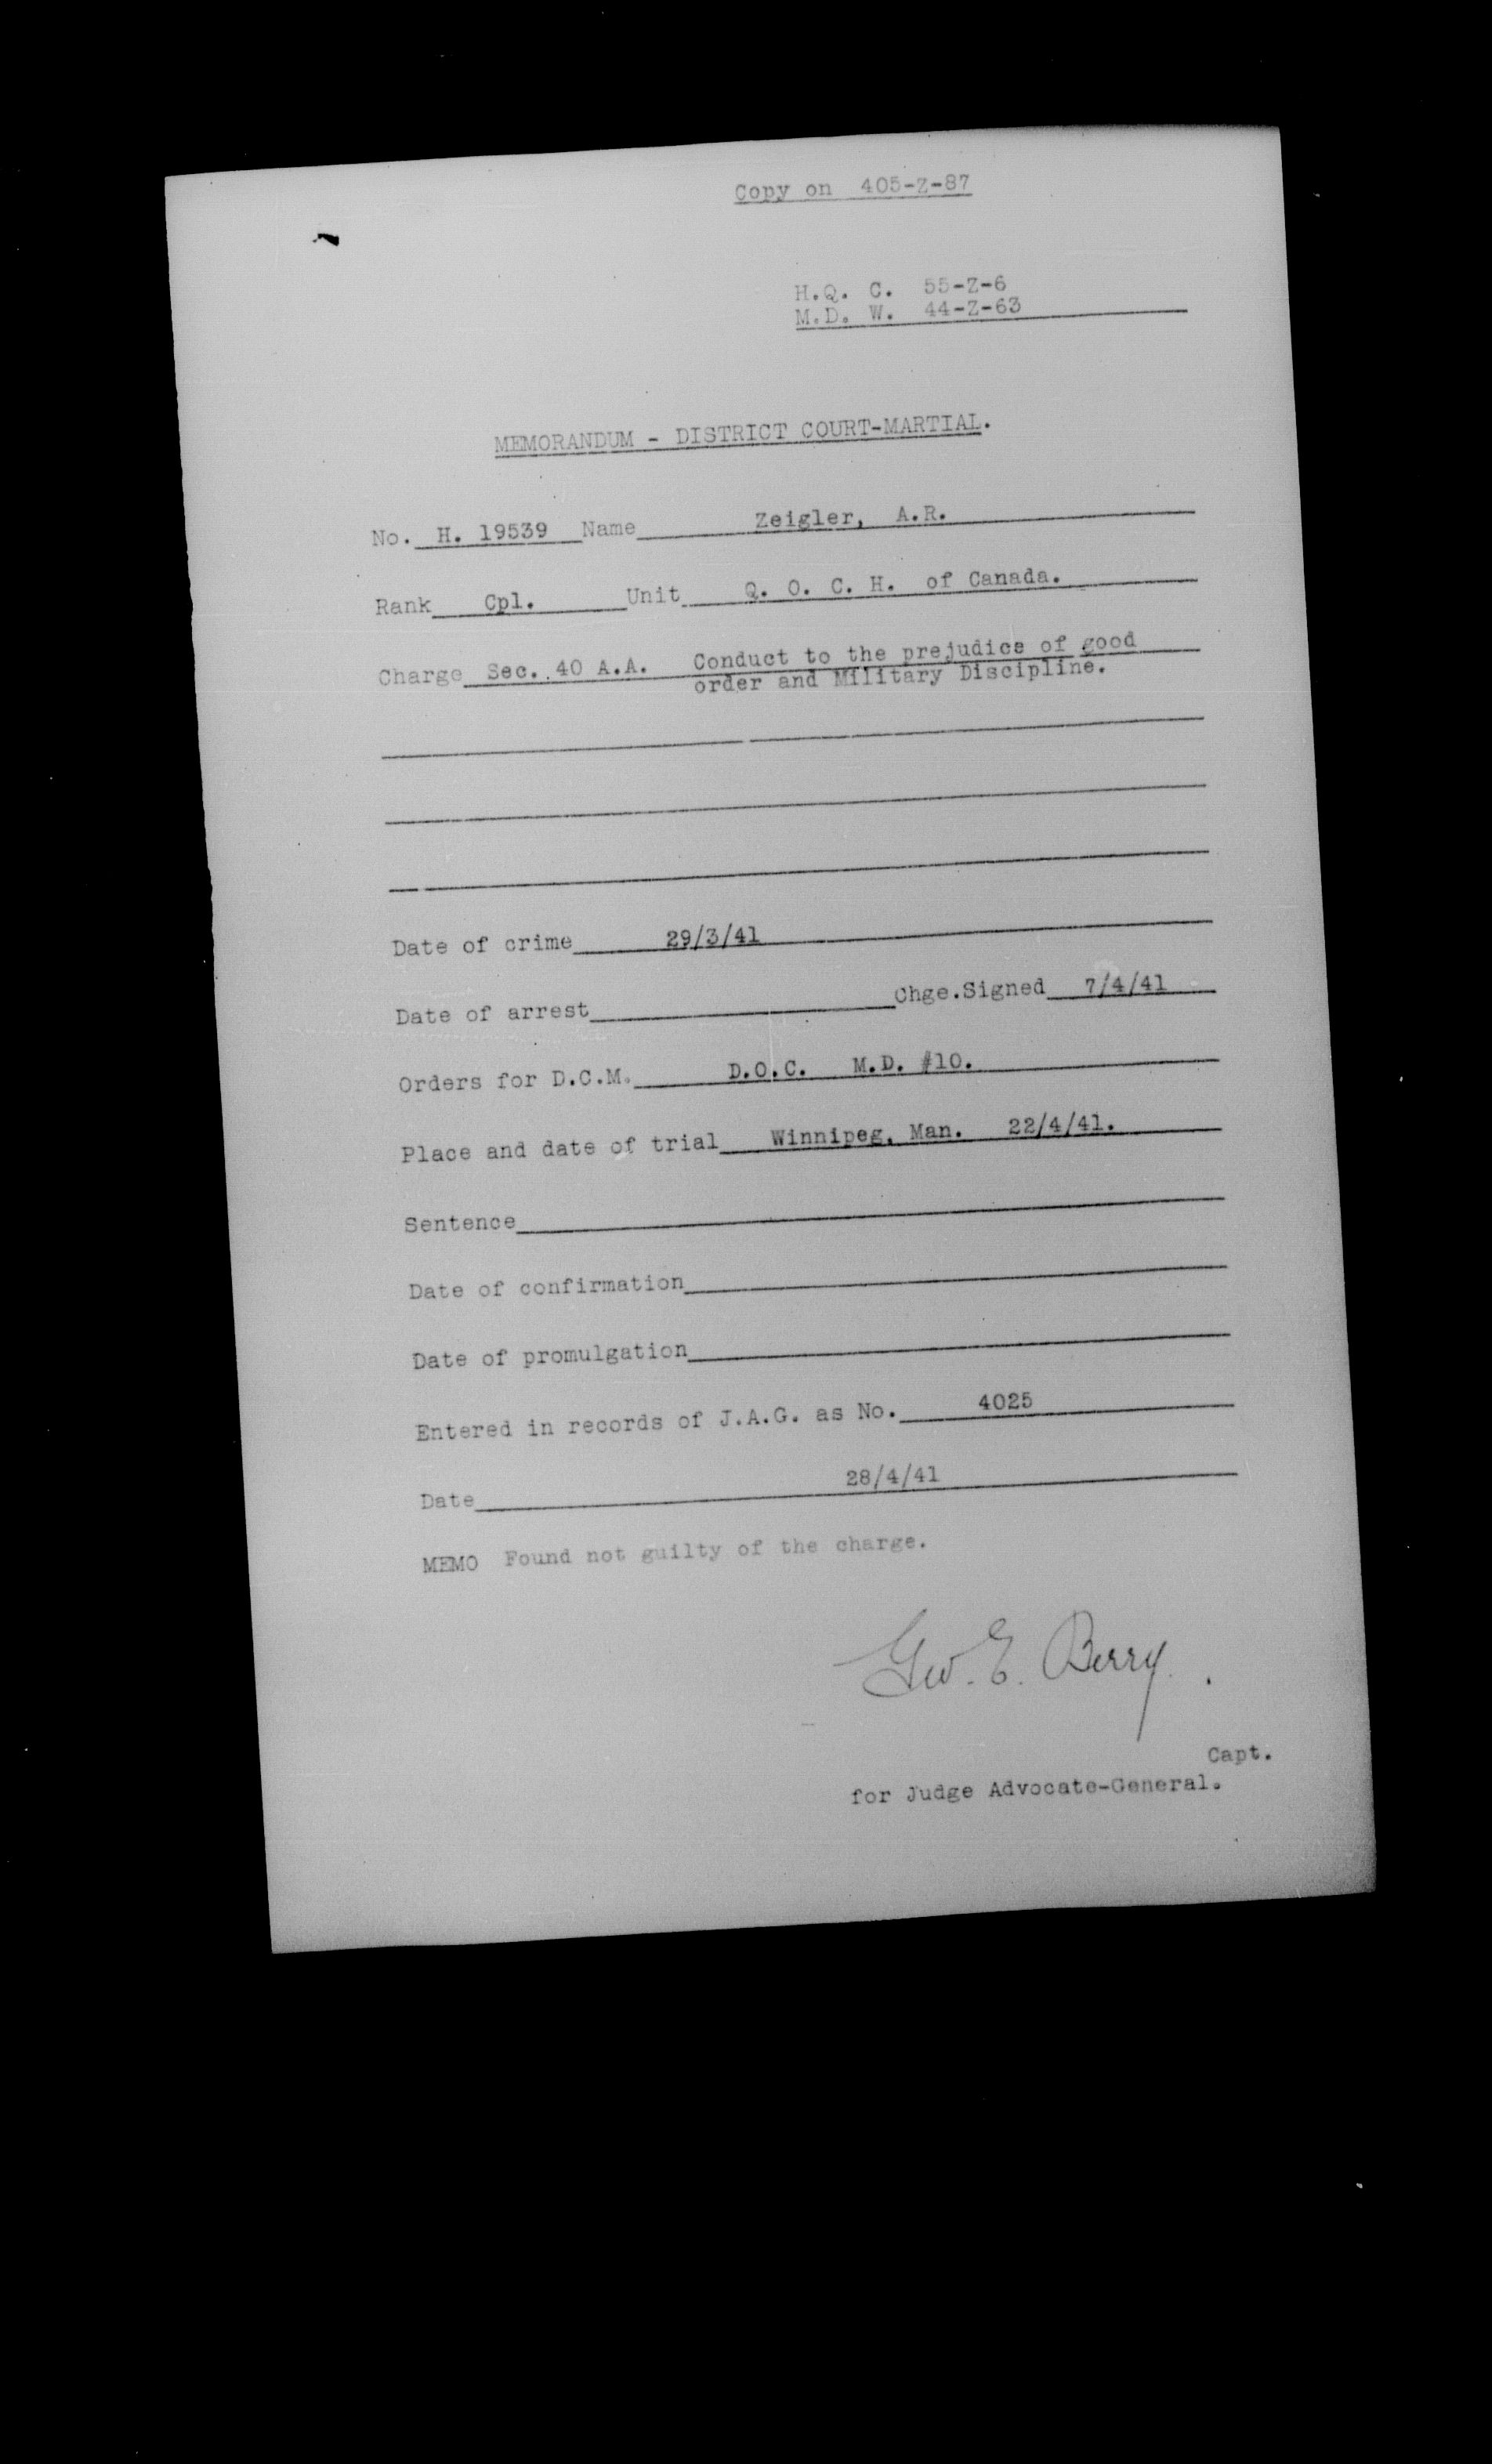 Copy on 405-Z-87
H.Q. C. 55-Z-6
M.D. W. 44-Z-63
MEMORANDUM - DISTRICT COURT-MARTIAL.
No. H. 19539 Name Zeigler, A.R.
Rank Cpl. Unit Q. O. C. H. of Canada.
Charge Sec. 40 A.A. Conduct to the prejudice of good
order and Military Discipline.
Date of crime 29/3/41
Date of arrest Chge.Signed 7/4/41
Orders for D.C.M. D.O.C. M.D. #10.
Place and date of trial Winnipeg, Man. 22/4/41.
Sentence
Date of confirmation
Date of promulgation
Entered in records of J.A.G. as No. 4025
Date 28/4/41
MEMO Found not guilty of the charge.
Geo. E. Berry.
Capt.
for Judge Advocate-General.